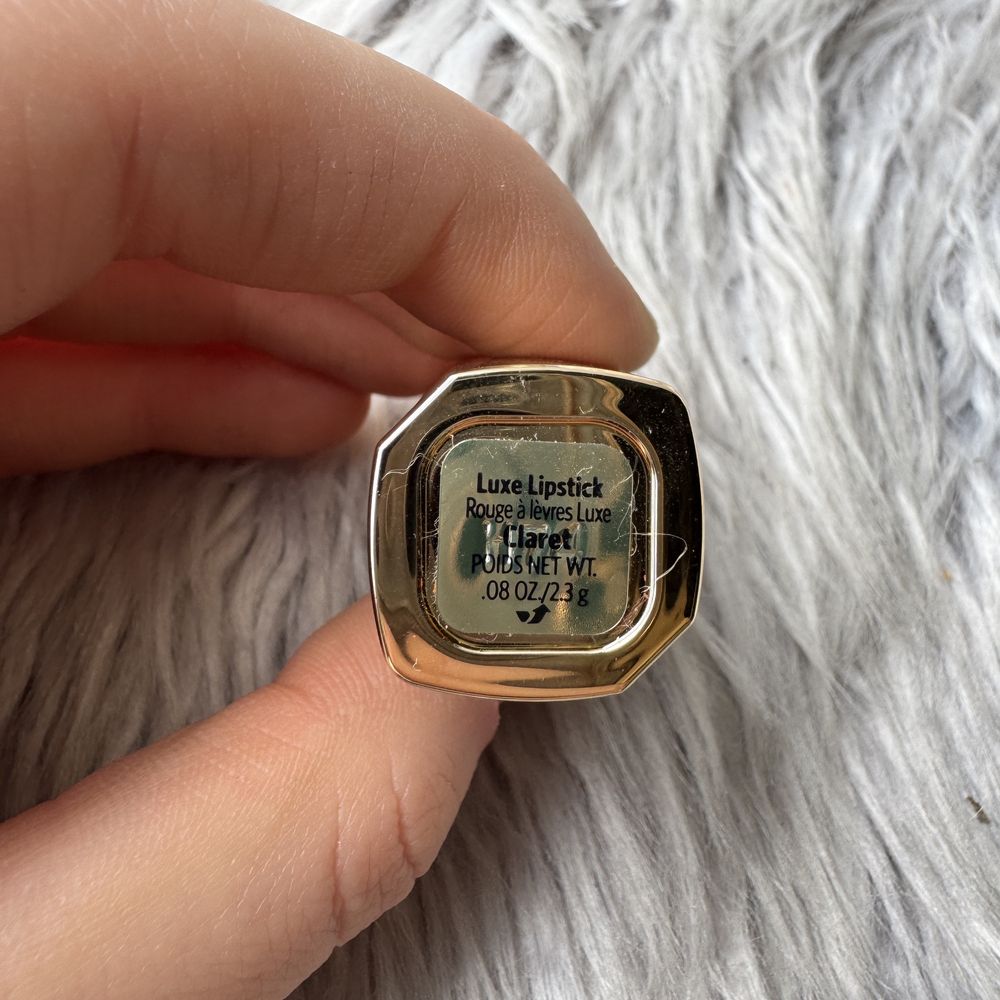 Luxe Lipstick
Rouge à lèvres Luxe
Claret
POIDS NET WT.
.08 OZ./2.3 g